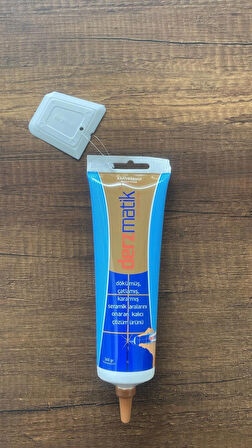 derzmatik
dökülmüş,
çatlamış,
kararmış
seramik aralarını
onaran kalıcı
çözüm ürünü